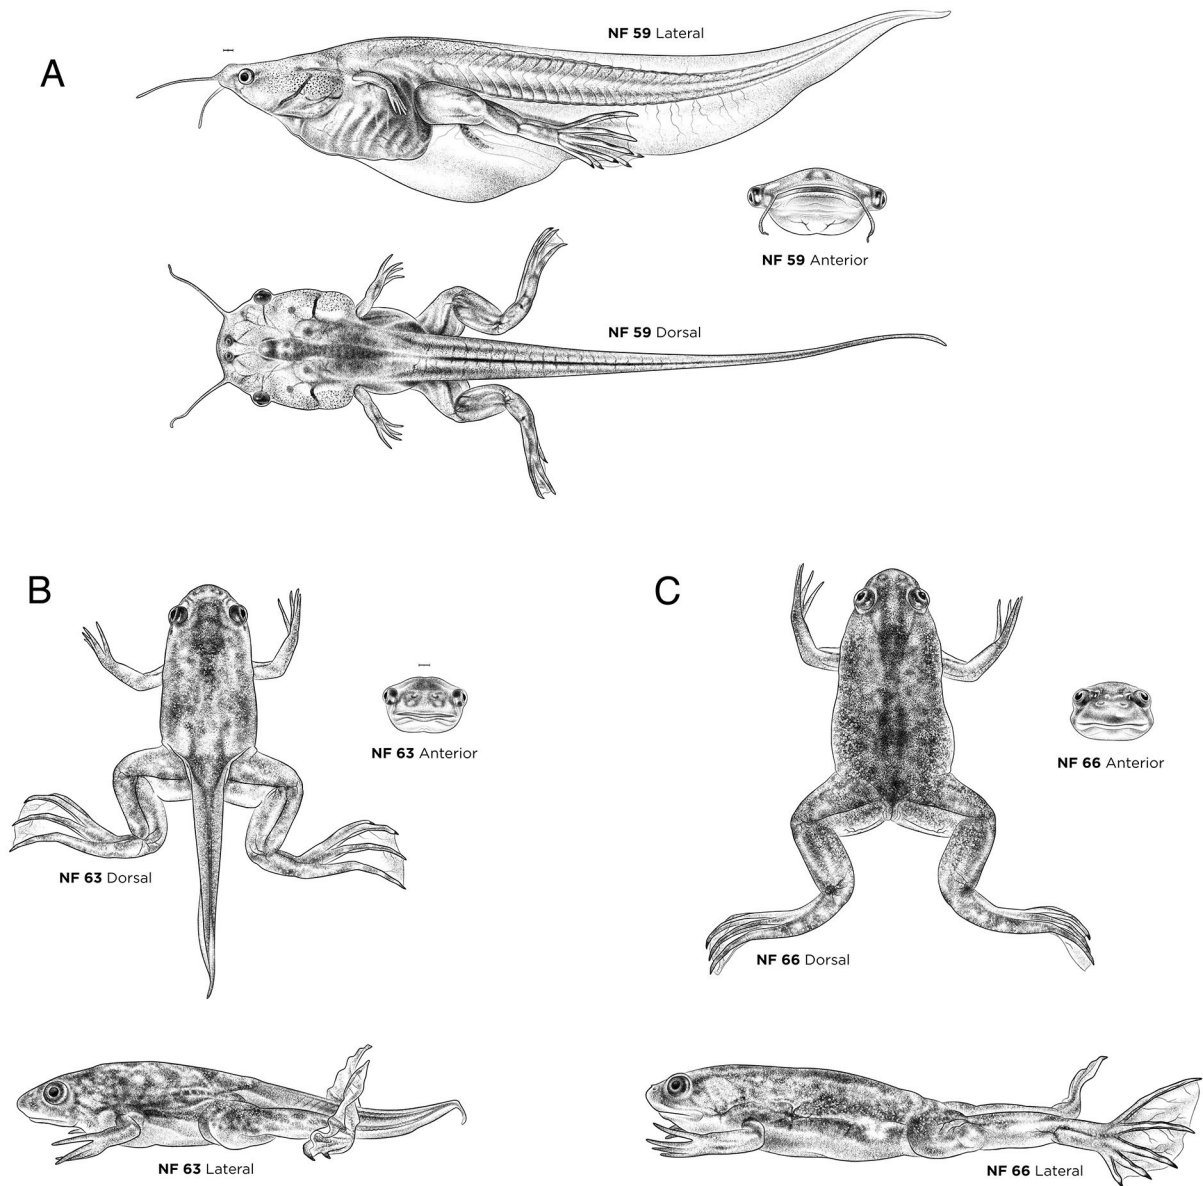 A
NF 59 Lateral
NF 59 Anterior
NF 59 Dorsal
B
NF 63 Anterior
NF 63 Dorsal
NF 63 Lateral
C
NF 66 Anterior
NF 66 Dorsal
NF 66 Lateral